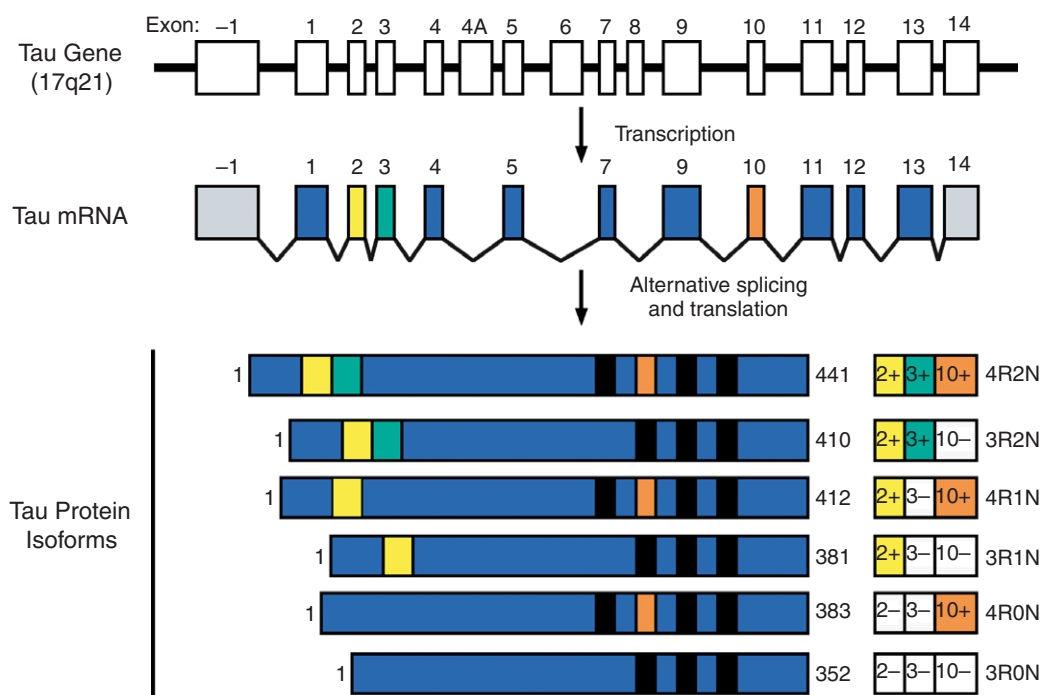 Exon: –1 1 2 3 4 4A 5 6 7 8 9 10 11 12 13 14
Tau Gene
(17q21)
Transcription
–1 1 2 3 4 5 7 9 10 11 12 13 14
Tau mRNA
Alternative splicing
and translation
Tau Protein
Isoforms
1 441 2+ 3+ 10+ 4R2N
1 410 2+ 3+ 10– 3R2N
1 412 2+ 3– 10+ 4R1N
1 381 2+ 3– 10– 3R1N
1 383 2– 3– 10+ 4R0N
1 352 2– 3– 10– 3R0N